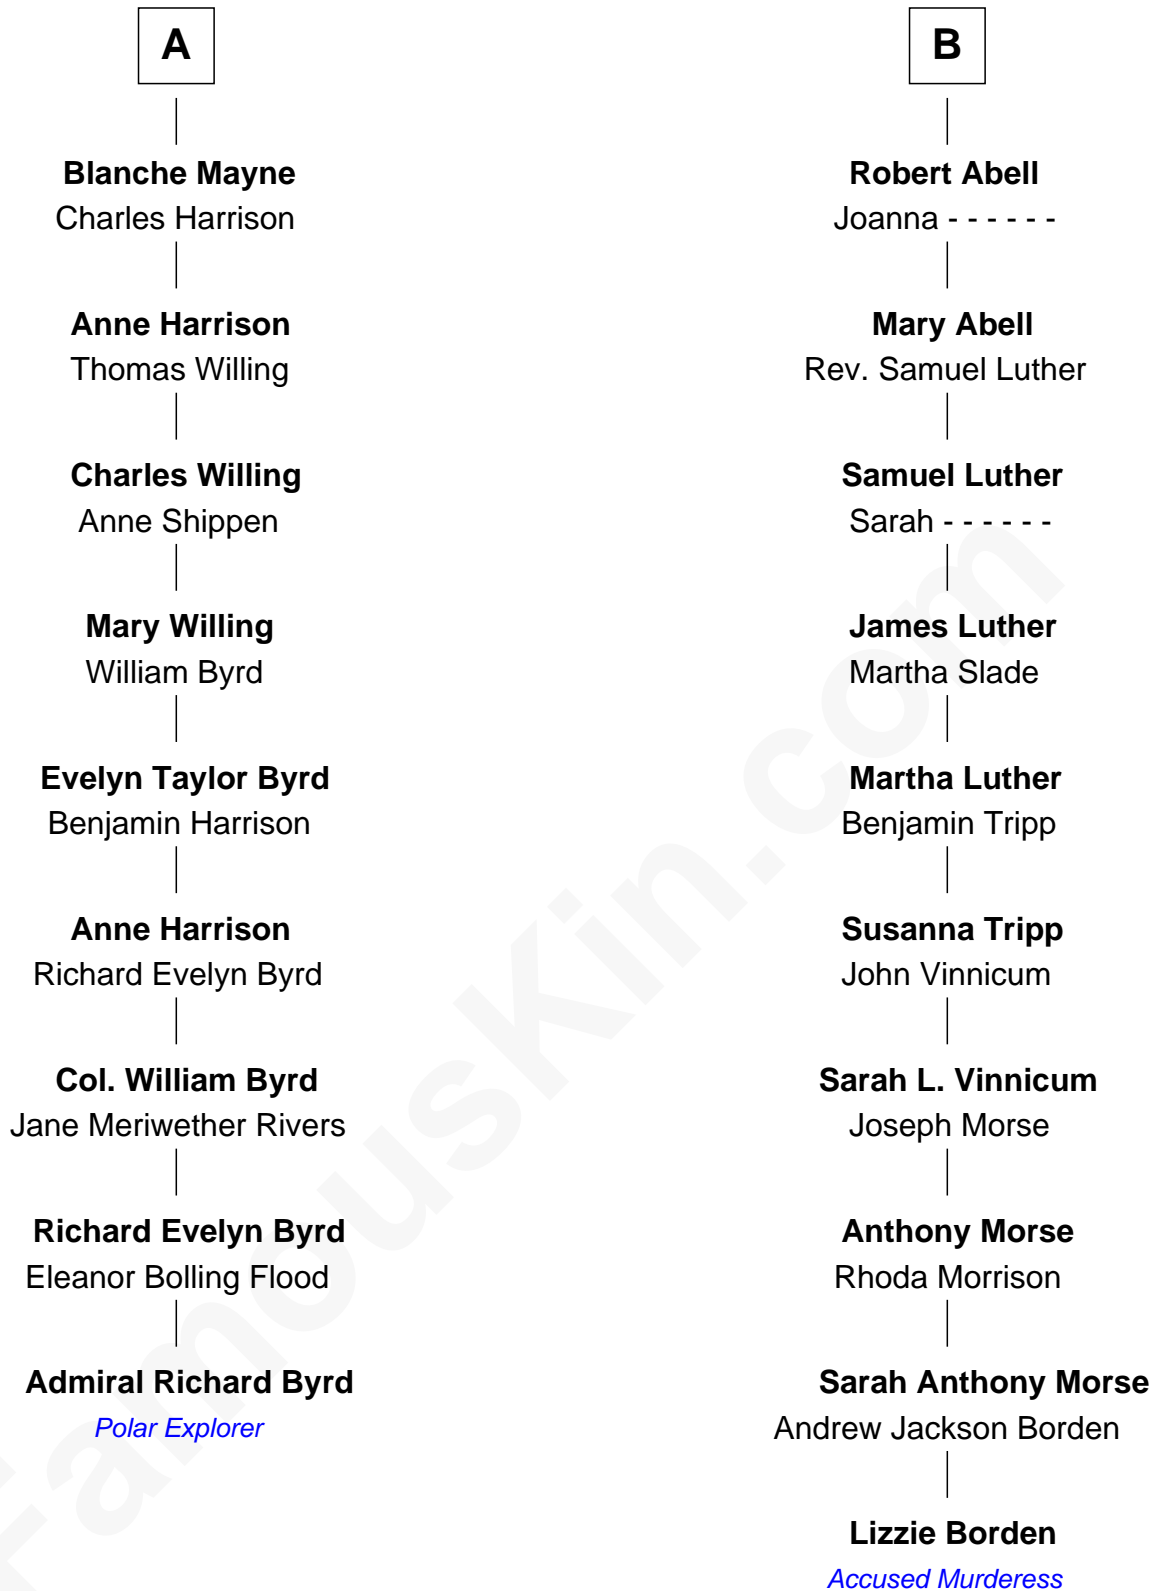 A
Blanche Mayne
Charles Harrison
Anne Harrison
Thomas Willing
Charles Willing
Anne Shippen
Mary Willing
William Byrd
Evelyn Taylor Byrd
Benjamin Harrison
Anne Harrison
Richard Evelyn Byrd
Col. William Byrd
Jane Meriwether Rivers
Richard Evelyn Byrd
Eleanor Bolling Flood
Admiral Richard Byrd
Polar Explorer
B
Robert Abell
Joanna - - - - - -
Mary Abell
Rev. Samuel Luther
Samuel Luther
Sarah - - - - - -
James Luther
Martha Slade
Martha Luther
Benjamin Tripp
Susanna Tripp
John Vinnicum
Sarah L. Vinnicum
Joseph Morse
Anthony Morse
Rhoda Morrison
Sarah Anthony Morse
Andrew Jackson Borden
Lizzie Borden
Accused Murderess
FamousKin.com